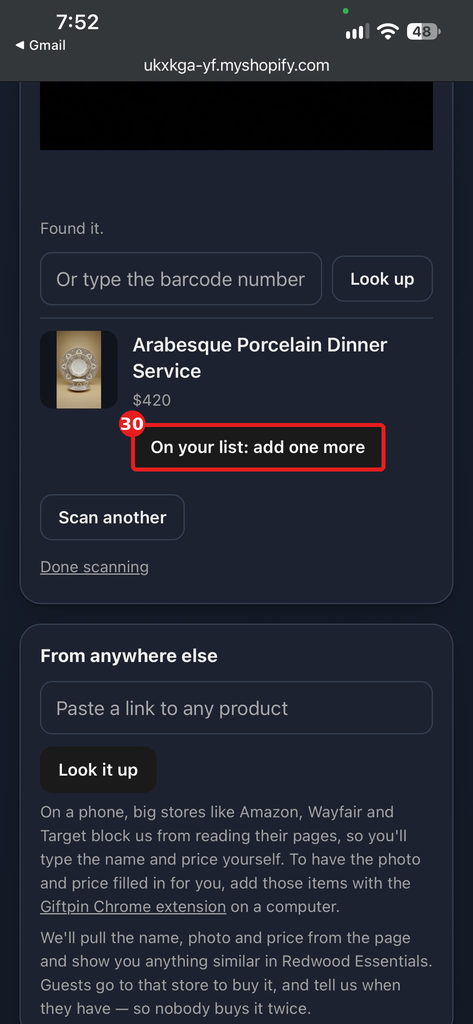 7:52
48
◀ Gmail
ukxkga-yf.myshopify.com
Found it.
Or type the barcode number
Look up
Arabesque Porcelain Dinner
Service
$420
30
On your list: add one more
Scan another
Done scanning
From anywhere else
Paste a link to any product
Look it up
On a phone, big stores like Amazon, Wayfair and
Target block us from reading their pages, so you'll
type the name and price yourself. To have the photo
and price filled in for you, add those items with the
Giftpin Chrome extension on a computer.
We'll pull the name, photo and price from the page
and show you anything similar in Redwood Essentials.
Guests go to that store to buy it, and tell us when
they have — so nobody buys it twice.